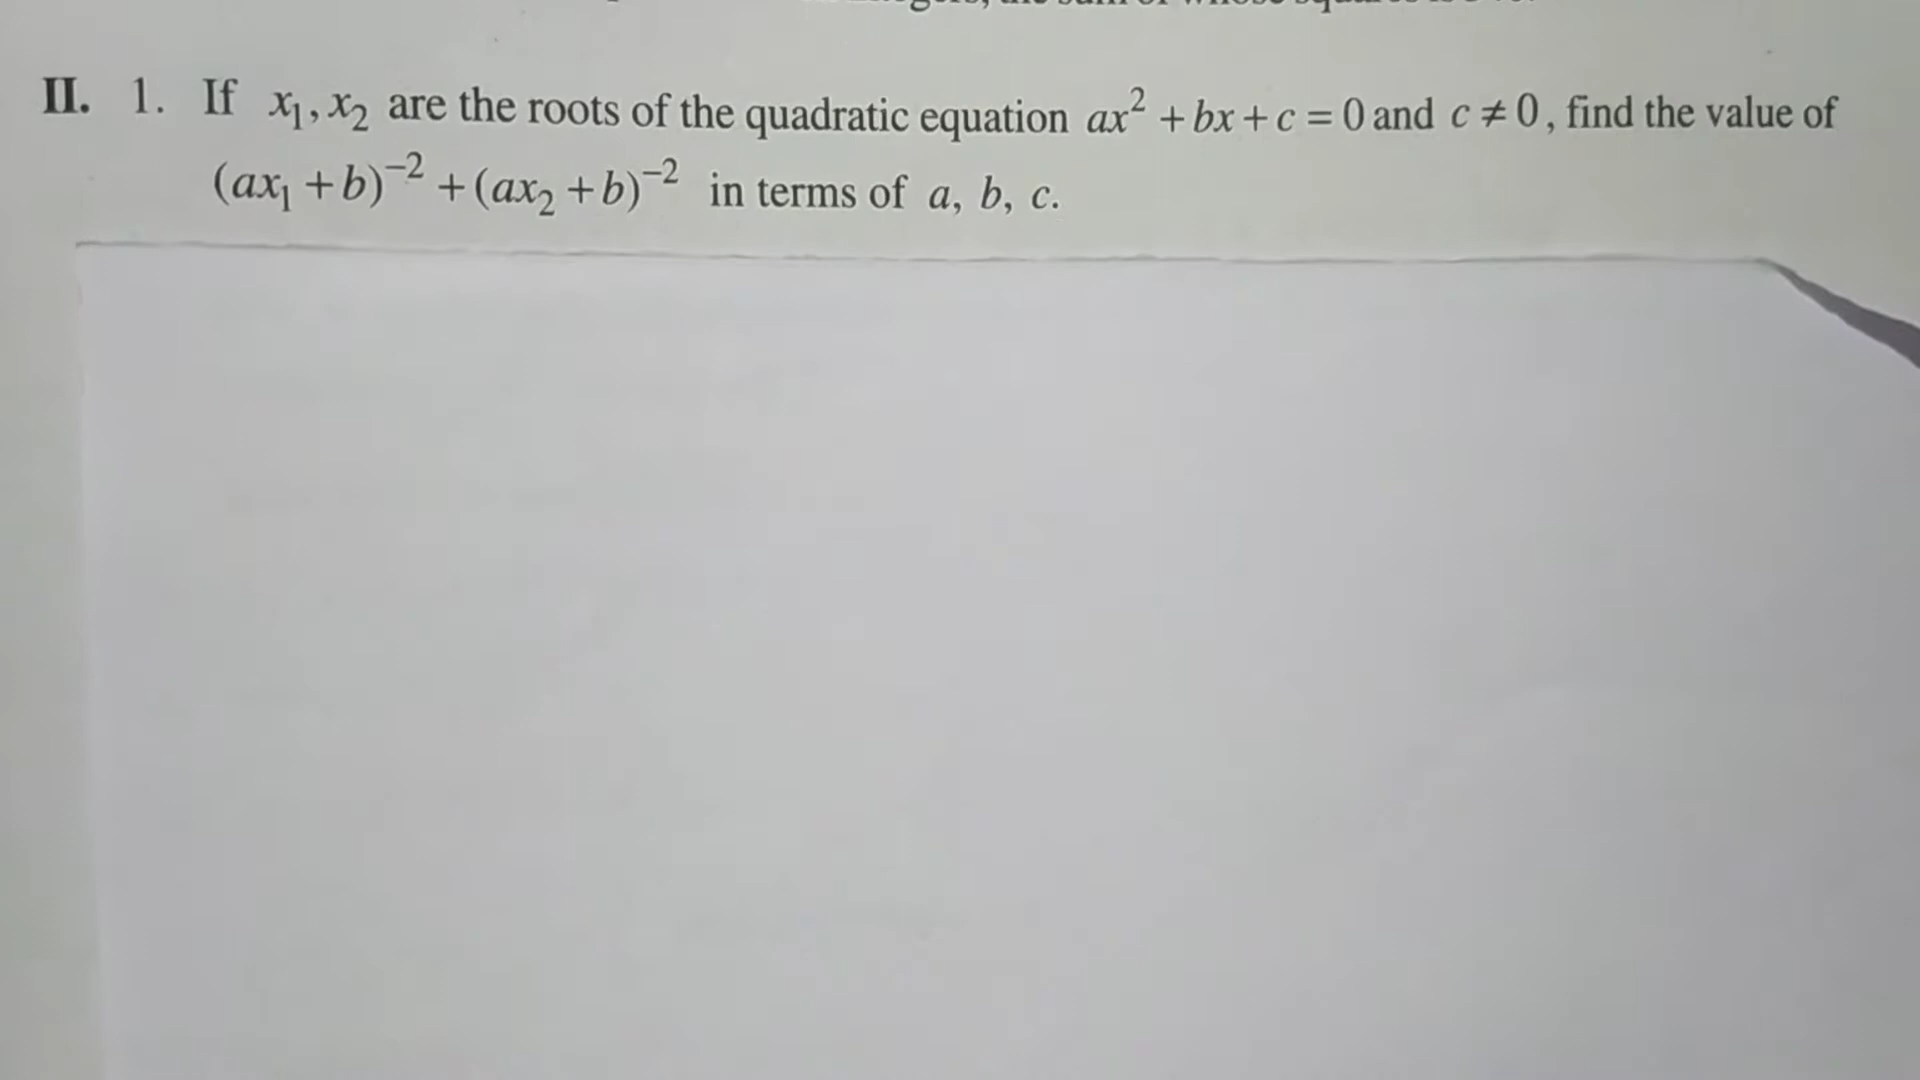 II. 1. If x₁, x₂ are the roots of the quadratic equation ax² + bx + c = 0 and c ≠ 0, find the value of
(ax₁ + b)⁻² + (ax₂ + b)⁻² in terms of a, b, c.